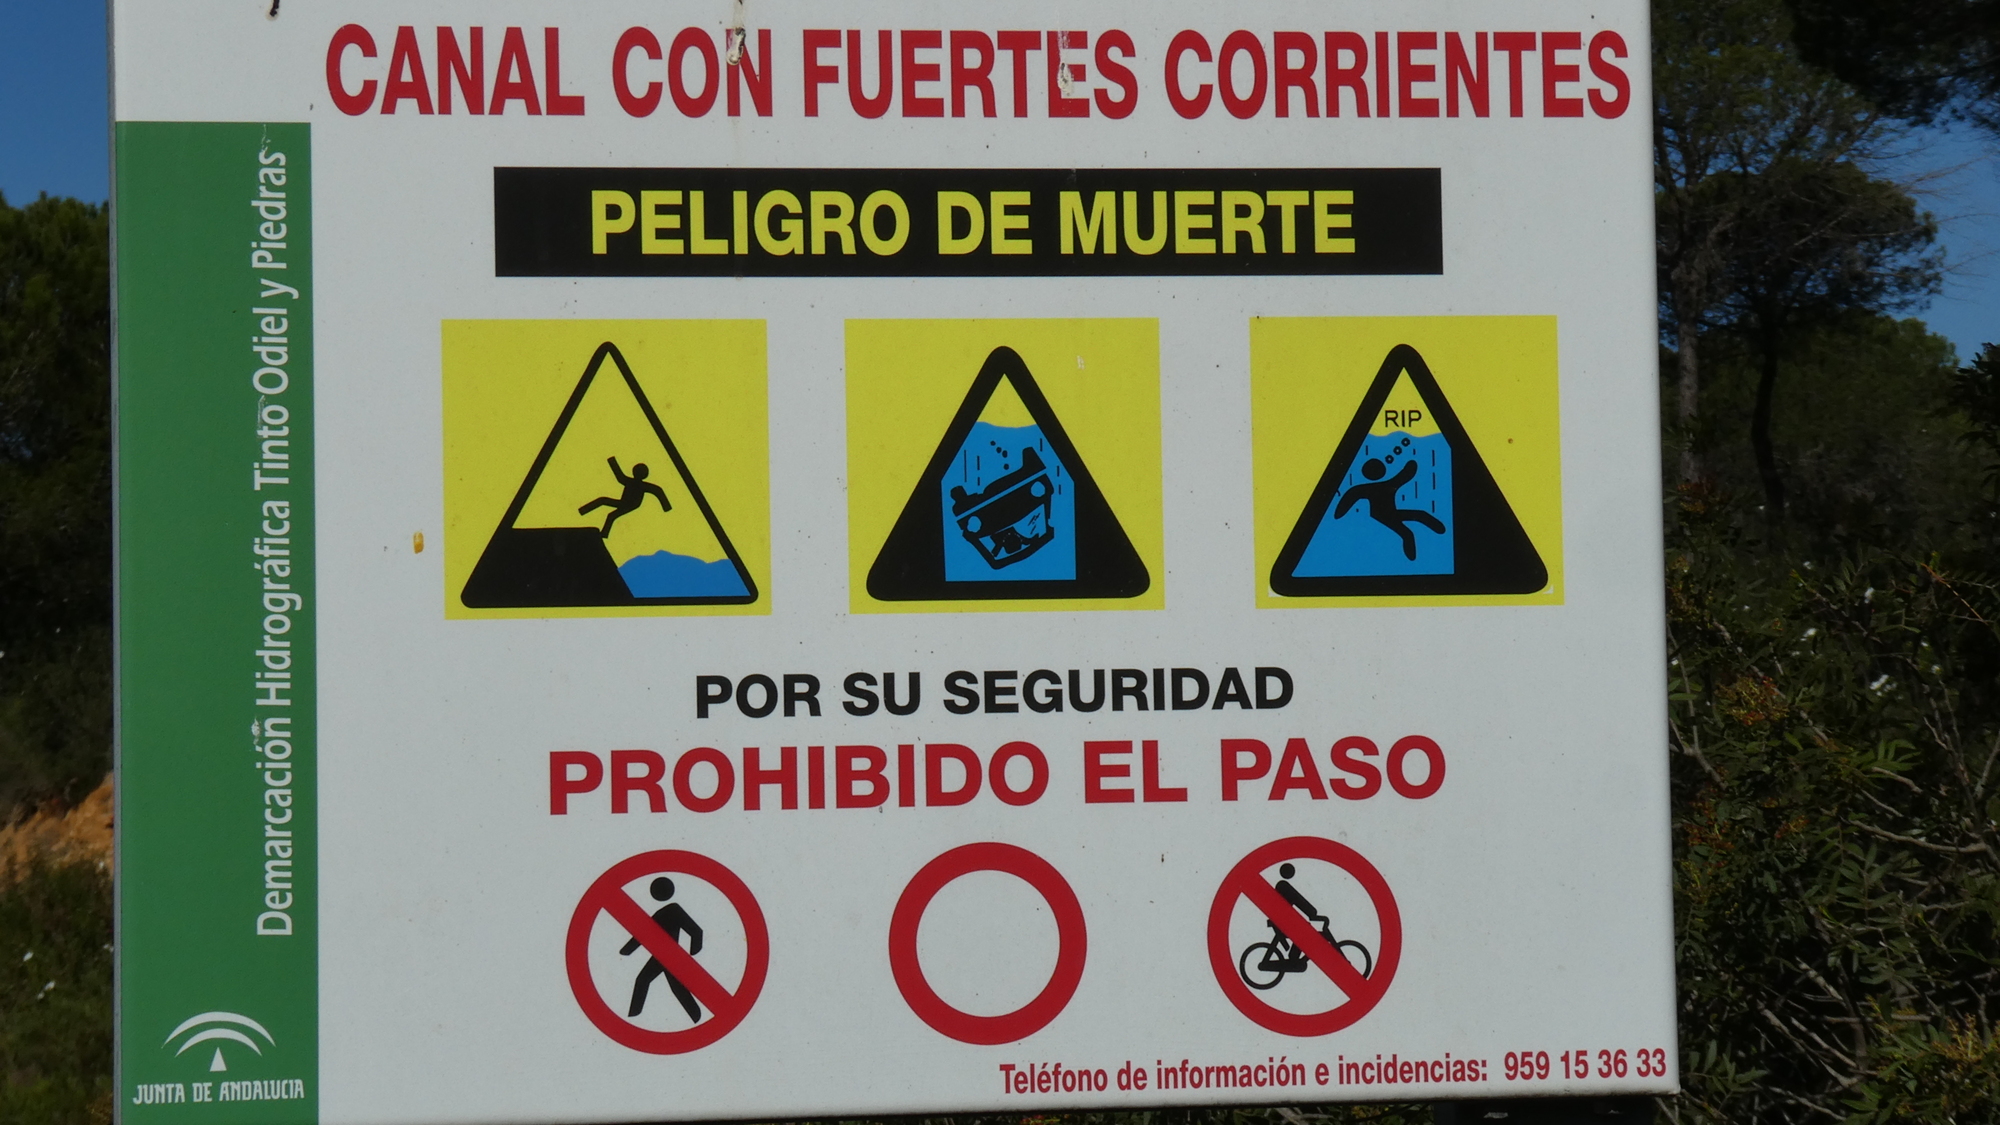 CANAL CON FUERTES CORRIENTES
PELIGRO DE MUERTE
RIP
POR SU SEGURIDAD
PROHIBIDO EL PASO
Teléfono de información e incidencias: 959 15 36 33
Demarcación Hidrográfica Tinto Odiel y Piedras
JUNTA DE ANDALUCIA